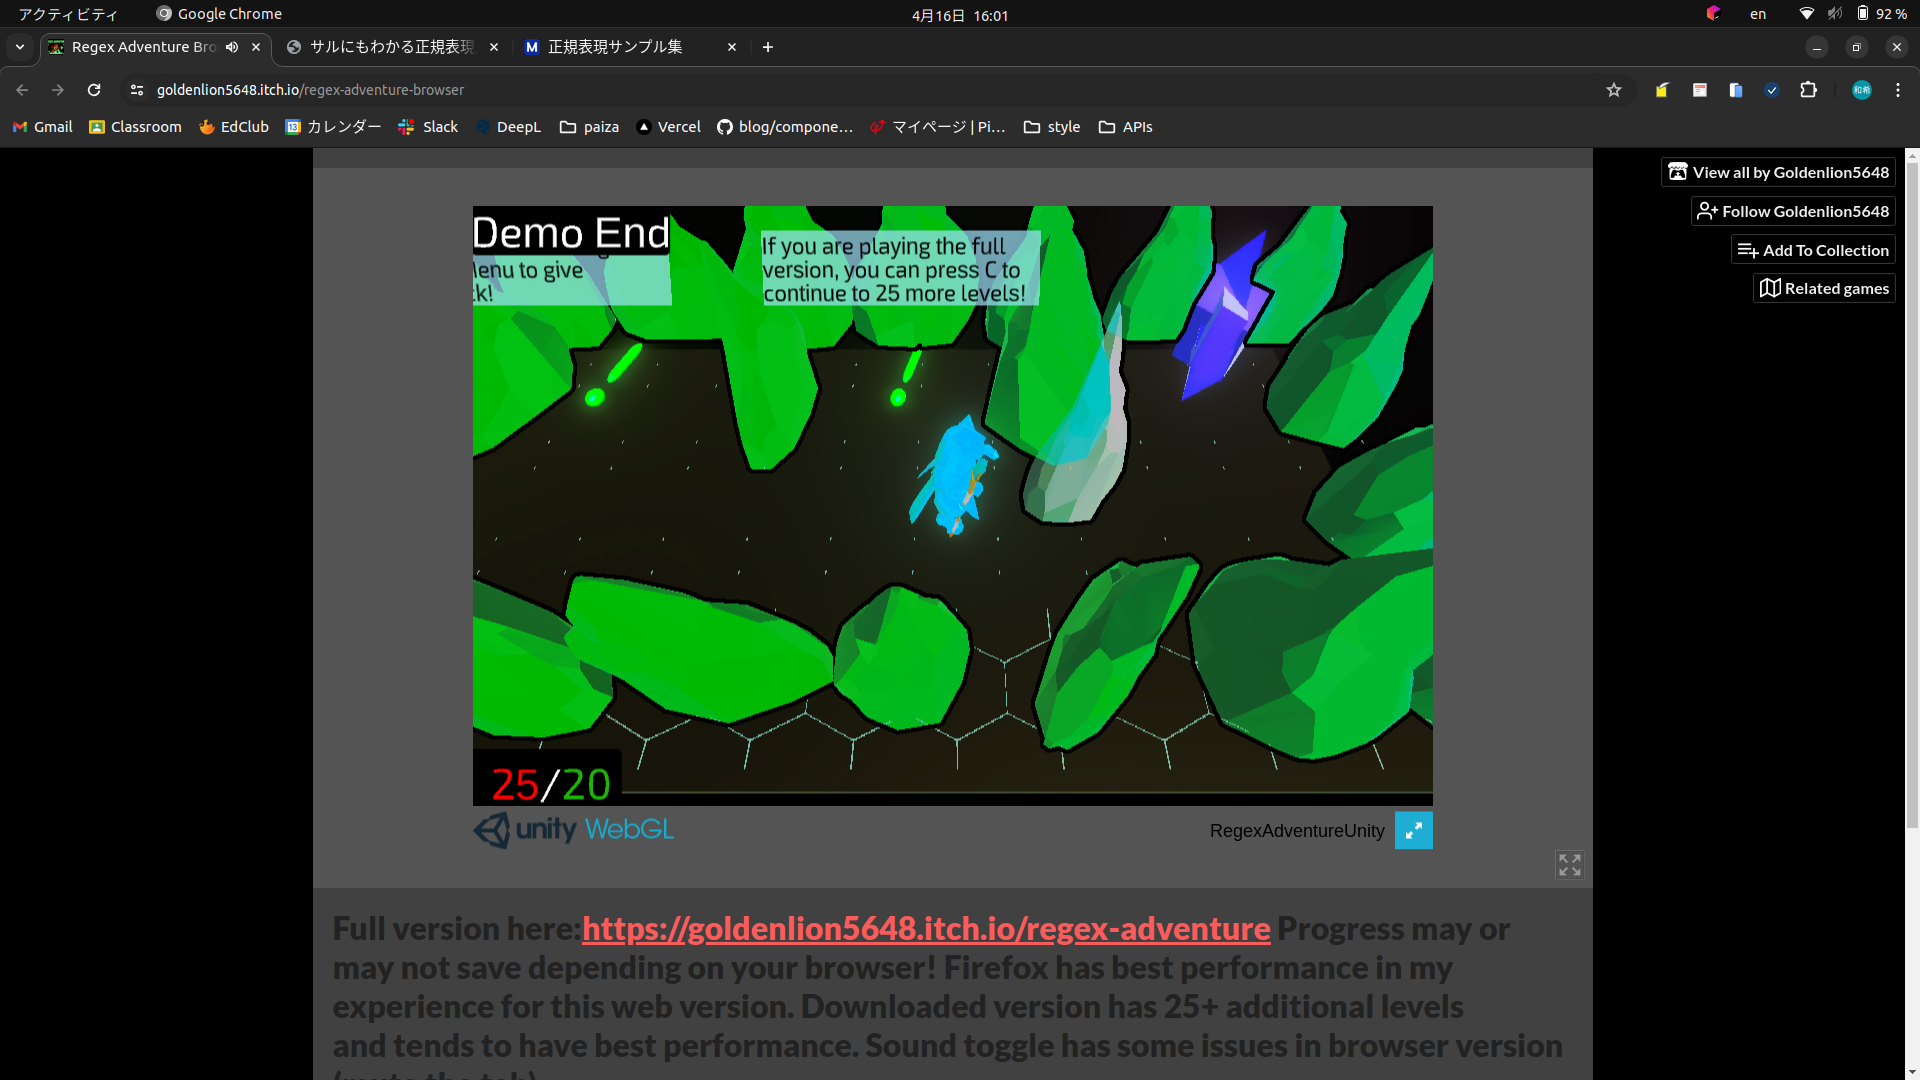 アクティビティ
Google Chrome
4月16日 16:01
en
92 %
Regex Adventure Bro
サルにもわかる正規表現
正規表現サンプル集
goldenlion5648.itch.io/regex-adventure-browser
Gmail
Classroom
EdClub
カレンダー
Slack
DeepL
paiza
Vercel
blog/compone…
マイページ | Pi…
style
APIs
View all by Goldenlion5648
Follow Goldenlion5648
Add To Collection
Related games
Demo End
enu to give
k!
If you are playing the full
version, you can press C to
continue to 25 more levels!
25/20
unity WebGL
RegexAdventureUnity
Full version here:https://goldenlion5648.itch.io/regex-adventure Progress may or
may not save depending on your browser! Firefox has best performance in my
experience for this web version. Downloaded version has 25+ additional levels
and tends to have best performance. Sound toggle has some issues in browser version
(mute the tab)